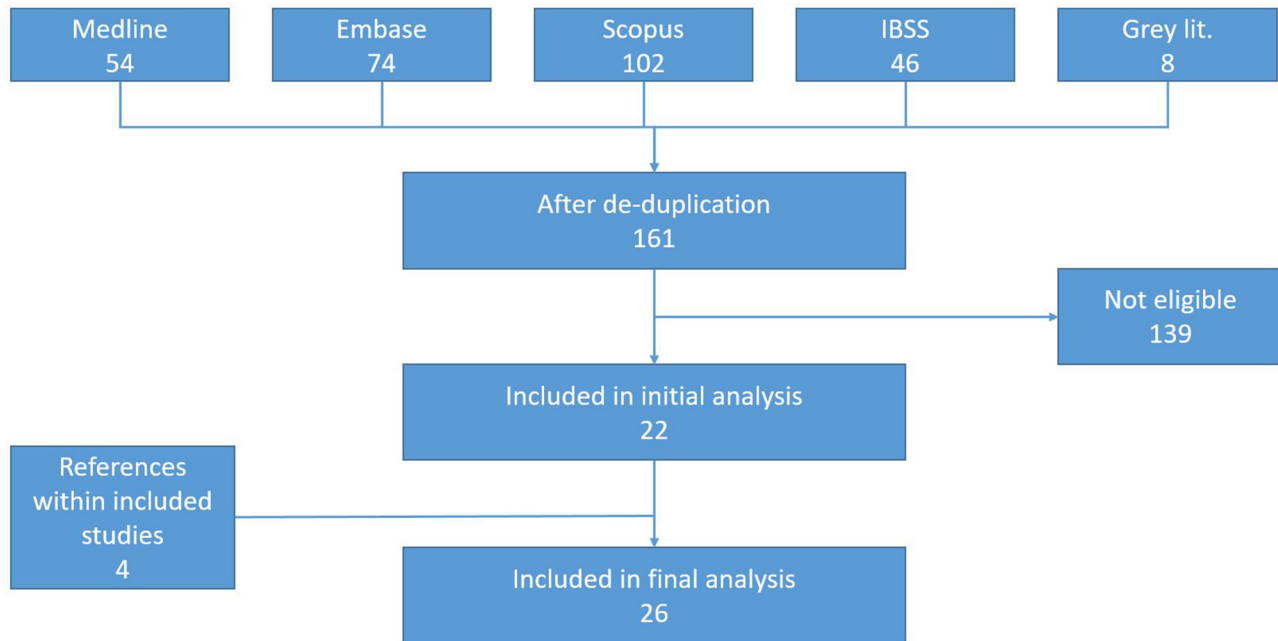 Medline
54
Embase
74
Scopus
102
IBSS
46
Grey lit.
8
After de-duplication
161
Not eligible
139
Included in initial analysis
22
References
within included
studies
4
Included in final analysis
26